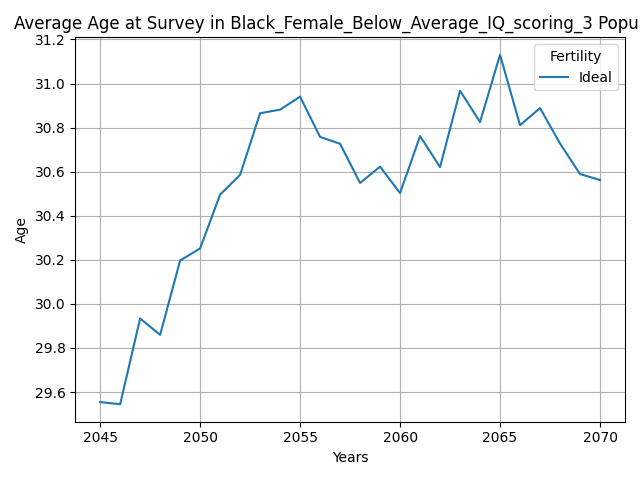 Average Age at Survey in Black_Female_Below_Average_IQ_scoring_3 Popu
31.2
31.0
30.8
30.6
30.4
30.2
30.0
29.8
29.6
Age
Fertility
Ideal
2045 2050 2055 2060 2065 2070
Years